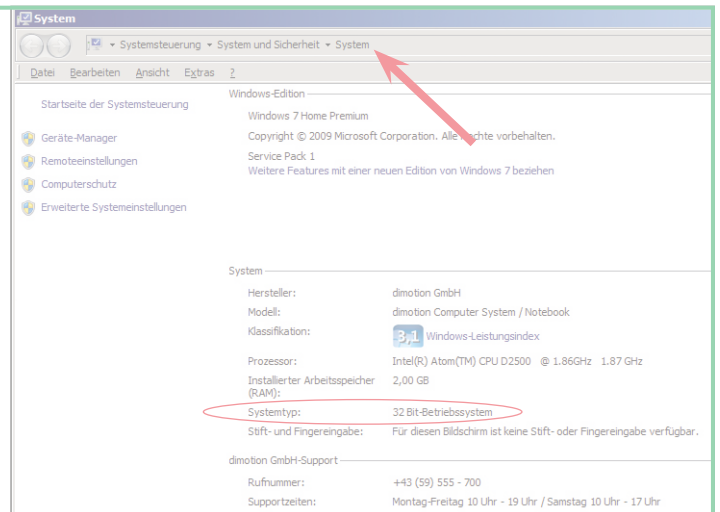 System
Systemsteuerung ▾ System und Sicherheit ▾ System
Datei Bearbeiten Ansicht Extras ?
Startseite der Systemsteuerung
Geräte-Manager
Remoteeinstellungen
Computerschutz
Erweiterte Systemeinstellungen
Windows-Edition
Windows 7 Home Premium
Copyright © 2009 Microsoft Corporation. Alle Rechte vorbehalten.
Service Pack 1
Weitere Features mit einer neuen Edition von Windows 7 beziehen
System
Hersteller: dimotion GmbH
Modell: dimotion Computer System / Notebook
Klassifikation: 3,1 Windows-Leistungsindex
Prozessor: Intel(R) Atom(TM) CPU D2500 @ 1.86GHz 1.87 GHz
Installierter Arbeitsspeicher 2,00 GB
(RAM):
Systemtyp: 32 Bit-Betriebssystem
Stift- und Fingereingabe: Für diesen Bildschirm ist keine Stift- oder Fingereingabe verfügbar.
dimotion GmbH-Support
Rufnummer: +43 (59) 555 - 700
Supportzeiten: Montag-Freitag 10 Uhr - 19 Uhr / Samstag 10 Uhr - 17 Uhr